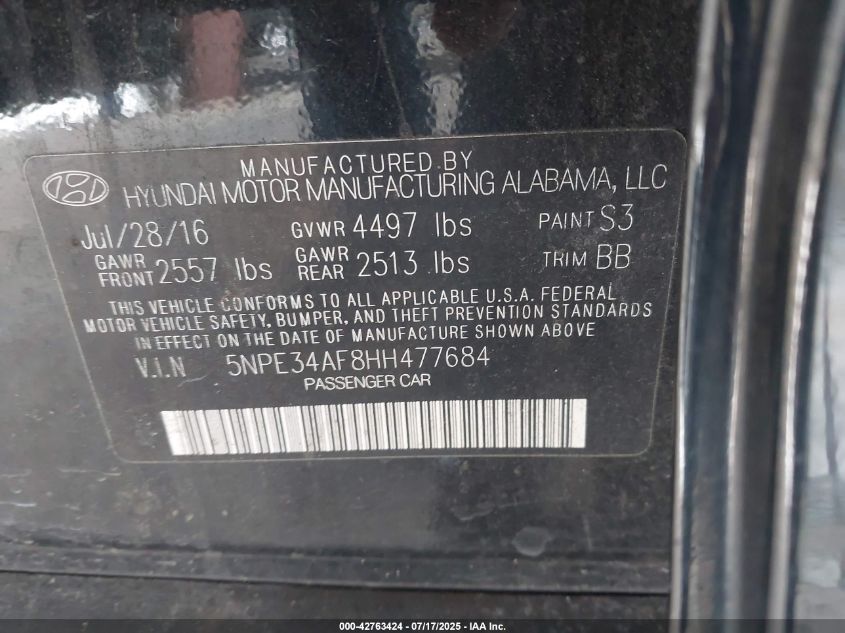 MANUFACTURED BY
HYUNDAI MOTOR MANUFACTURING ALABAMA, LLC
Jul/28/16 GVWR 4497 lbs PAINT S3
GAWR FRONT 2557 lbs GAWR REAR 2513 lbs TRIM BB
THIS VEHICLE CONFORMS TO ALL APPLICABLE U.S.A. FEDERAL
MOTOR VEHICLE SAFETY, BUMPER, AND THEFT PREVENTION STANDARDS
IN EFFECT ON THE DATE OF MANUFACTURE SHOWN ABOVE
V.I.N 5NPE34AF8HH477684
PASSENGER CAR
000-42763424 - 07/17/2025 - IAA Inc.